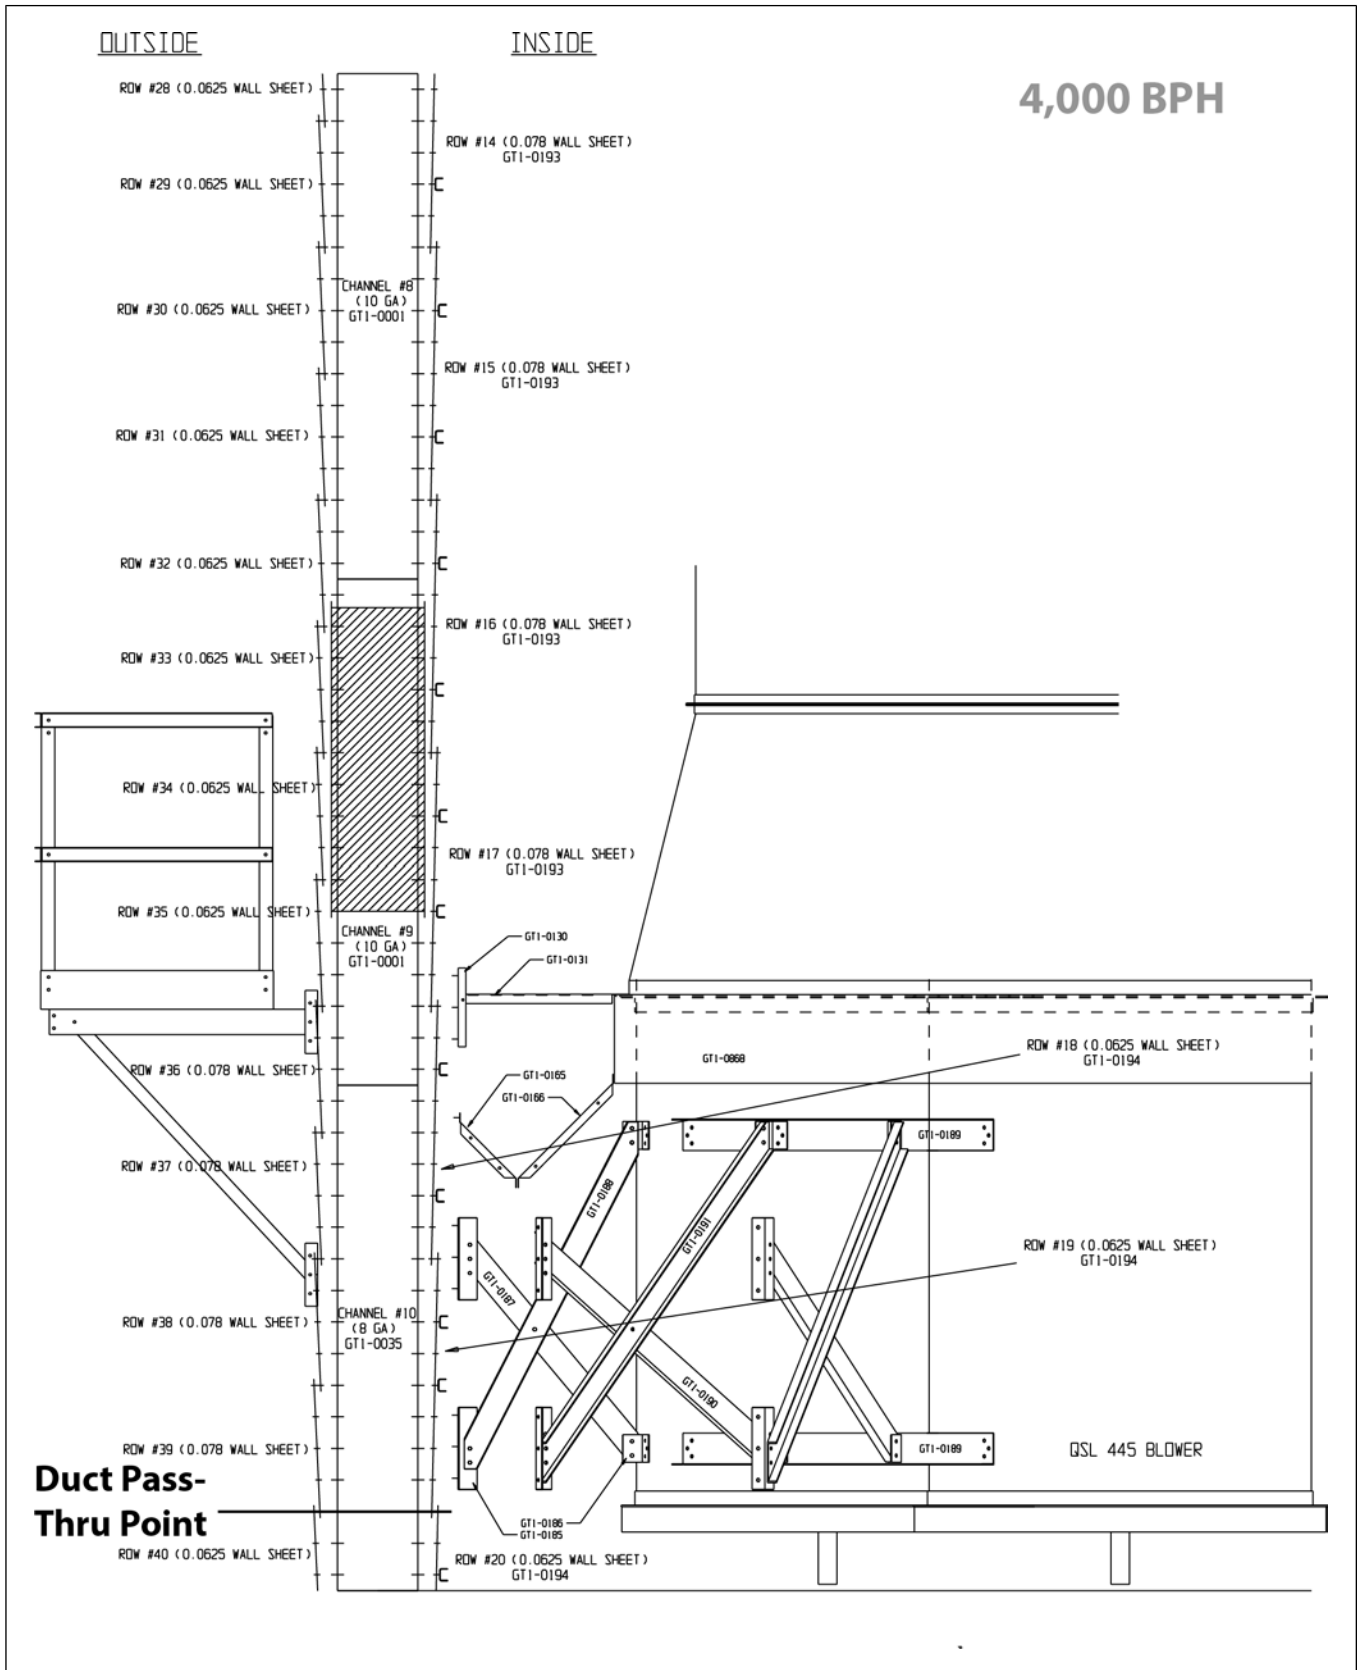 OUTSIDE
INSIDE
4,000 BPH
ROW #28 (0.0625 WALL SHEET)
ROW #14 (0.078 WALL SHEET)
GT1-0193
ROW #29 (0.0625 WALL SHEET)
CHANNEL #8
(10 GA)
GT1-0001
ROW #30 (0.0625 WALL SHEET)
ROW #15 (0.078 WALL SHEET)
GT1-0193
ROW #31 (0.0625 WALL SHEET)
ROW #32 (0.0625 WALL SHEET)
ROW #16 (0.078 WALL SHEET)
GT1-0193
ROW #33 (0.0625 WALL SHEET)
ROW #34 (0.0625 WALL SHEET)
ROW #17 (0.078 WALL SHEET)
GT1-0193
ROW #35 (0.0625 WALL SHEET)
CHANNEL #9
(10 GA)
GT1-0001
GT1-0130
GT1-0131
ROW #18 (0.0625 WALL SHEET)
GT1-0194
GT1-0868
ROW #36 (0.078 WALL SHEET)
GT1-0165
GT1-0166
GT1-0189
ROW #37 (0.078 WALL SHEET)
GT1-0188
GT1-0191
ROW #19 (0.0625 WALL SHEET)
GT1-0194
GT1-0187
ROW #38 (0.078 WALL SHEET)
CHANNEL #10
(8 GA)
GT1-0035
GT1-0190
ROW #39 (0.078 WALL SHEET)
GT1-0189
QSL 445 BLOWER
Duct Pass-
Thru Point
GT1-0186
GT1-0185
ROW #40 (0.0625 WALL SHEET)
ROW #20 (0.0625 WALL SHEET)
GT1-0194